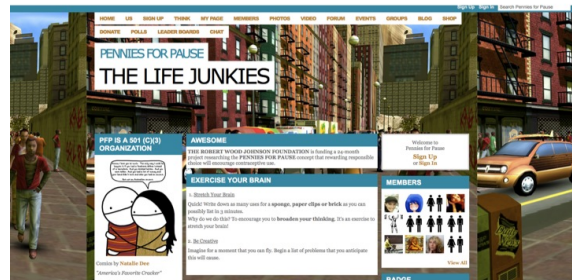 Sign Up Sign In Search Pennies for Pause
HOME US SIGN UP THINK MY PAGE MEMBERS PHOTOS VIDEO FORUM EVENTS GROUPS BLOG SHOP
DONATE POLLS LEADER BOARDS CHAT
PENNIES FOR PAUSE
THE LIFE JUNKIES
PFP IS A 501 (C)(3)
ORGANIZATION
Comics by Natalie Dee
"America's Favorite Cracker"
AWESOME
THE ROBERT WOOD JOHNSON FOUNDATION is funding a 24-month
project researching the PENNIES FOR PAUSE concept that rewarding responsible
choice will encourage contraceptive use.
EXERCISE YOUR BRAIN
1. Stretch Your Brain
Quick! Write down as many uses for a sponge, paper clips or brick as you can
possibly list in 3 minutes.
Why do we do this? To encourage you to broaden your thinking. It's an exercise to
stretch your brain!
2. Be Creative
Imagine for a moment that you can fly. Begin a list of problems that you anticipate
this will cause.
Welcome to
Pennies for Pause
Sign Up
or Sign In
MEMBERS
View All
BADGE